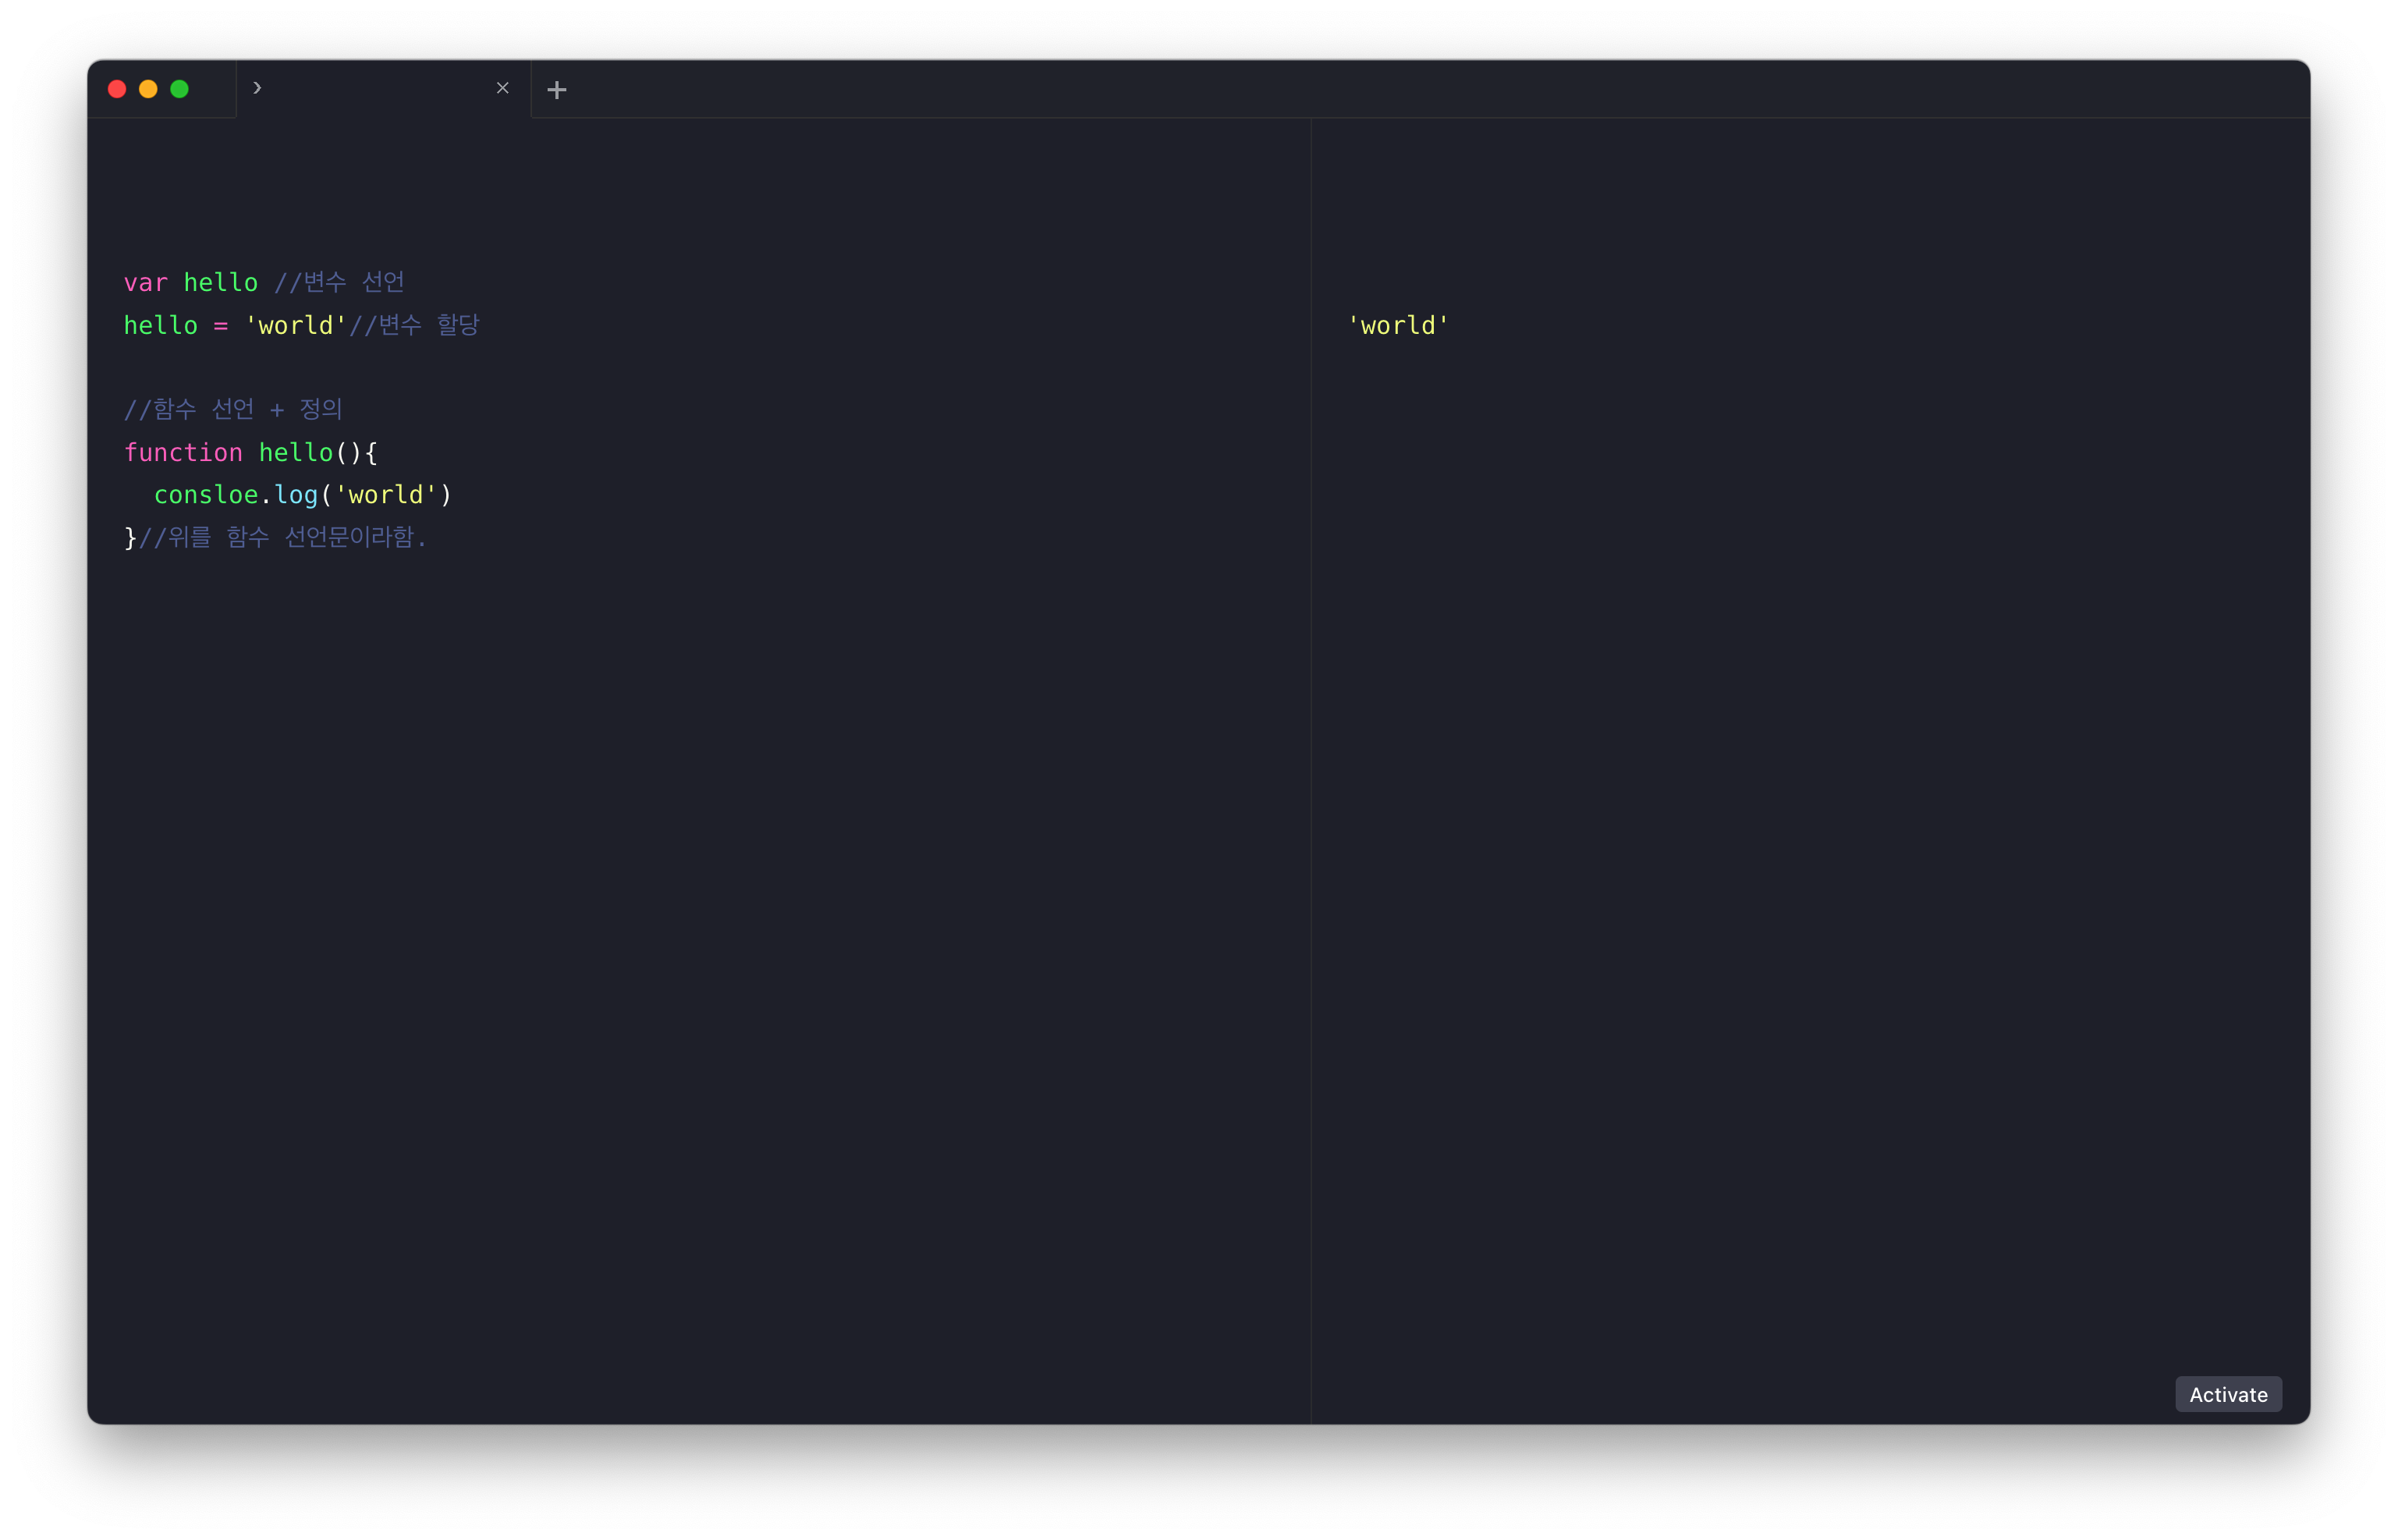 var hello //변수 선언
hello = 'world'//변수 할당
'world'
//함수 선언 + 정의
function hello(){
  consloe.log('world')
}//위를 함수 선언문이라함.
Activate